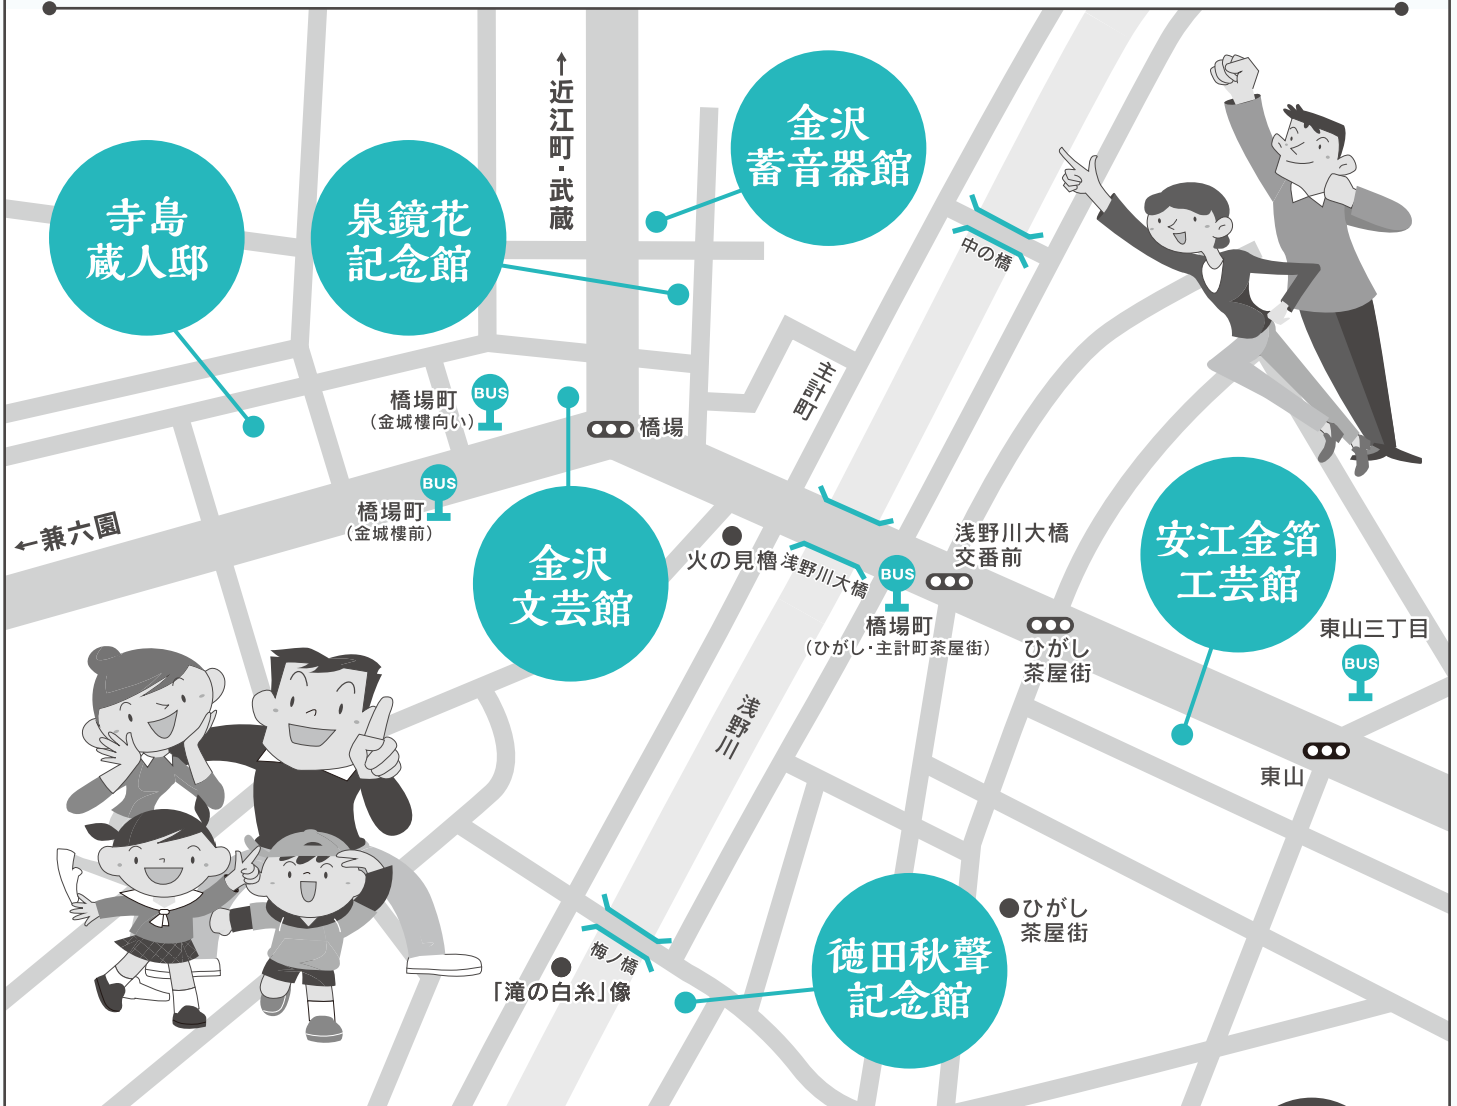 ←近江町・武蔵
金沢
蓄音器館
寺島
蔵人邸
泉鏡花
記念館
中の橋
主計町
橋場町
（金城樓向い）
BUS
橋場
BUS
橋場町
（金城樓前）
←兼六園
金沢
文芸館
火の見櫓
浅野川大橋
浅野川大橋
交番前
BUS
橋場町
（ひがし・主計町茶屋街）
ひがし
茶屋街
安江金箔
工芸館
東山三丁目
BUS
東山
浅野川
梅ノ橋
「滝の白糸」像
徳田秋聲
記念館
ひがし
茶屋街